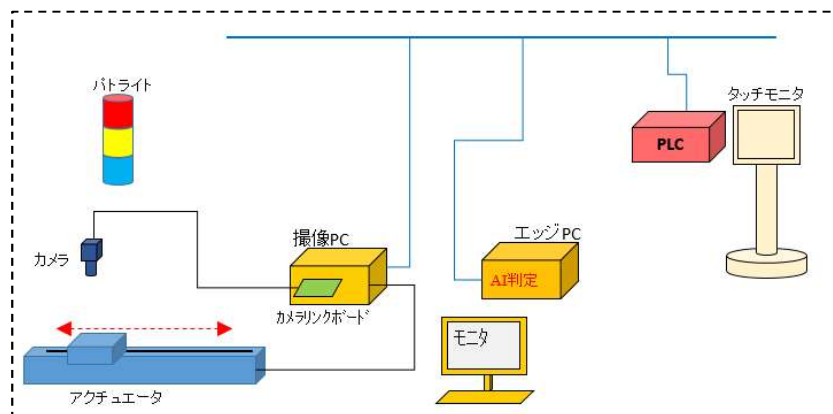 パトライト
タッチモニタ
PLC
カメラ
撮像PC
エッジPC
AI判定
カメラリンクボード
モニタ
アクチュエータ